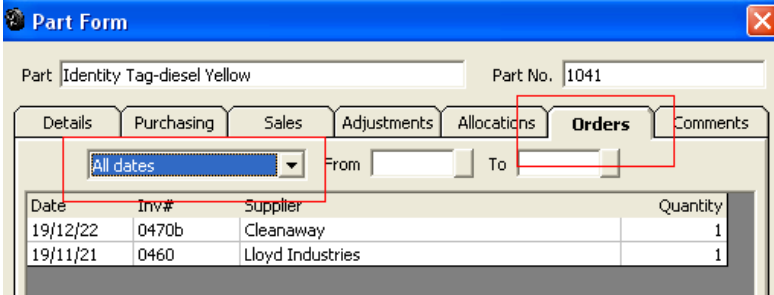 Part Form
Part Identity Tag-diesel Yellow Part No. 1041
Details Purchasing Sales Adjustments Allocations Orders Comments
All dates From To
Date Inv# Supplier Quantity
19/12/22 0470b Cleanaway 1
19/11/21 0460 Lloyd Industries 1